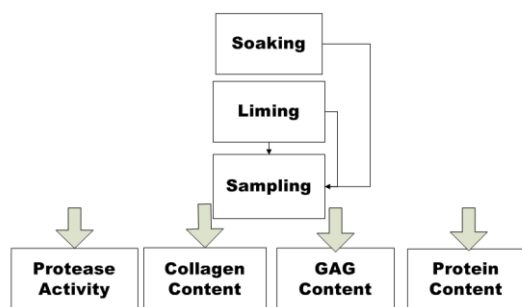 Soaking
Liming
Sampling
Protease
Activity
Collagen
Content
GAG
Content
Protein
Content